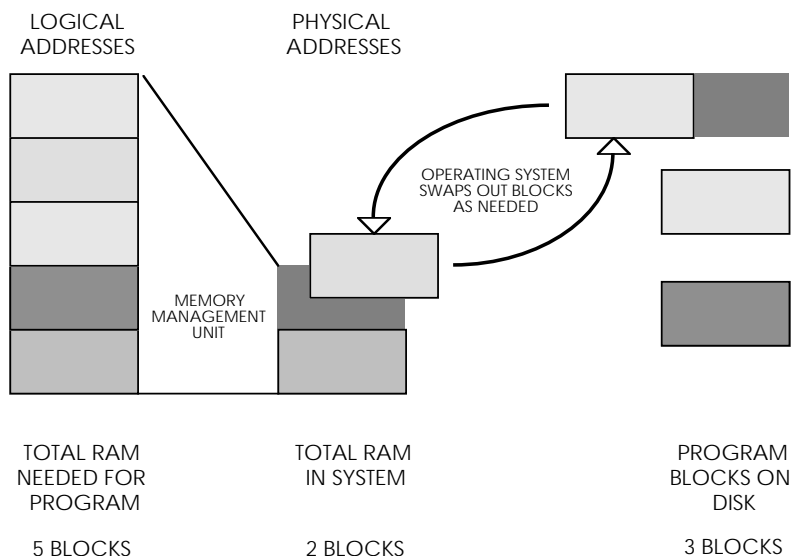 LOGICAL
ADDRESSES
PHYSICAL
ADDRESSES
OPERATING SYSTEM
SWAPS OUT BLOCKS
AS NEEDED
MEMORY
MANAGEMENT
UNIT
TOTAL RAM
NEEDED FOR
PROGRAM
5 BLOCKS
TOTAL RAM
IN SYSTEM
2 BLOCKS
PROGRAM
BLOCKS ON
DISK
3 BLOCKS